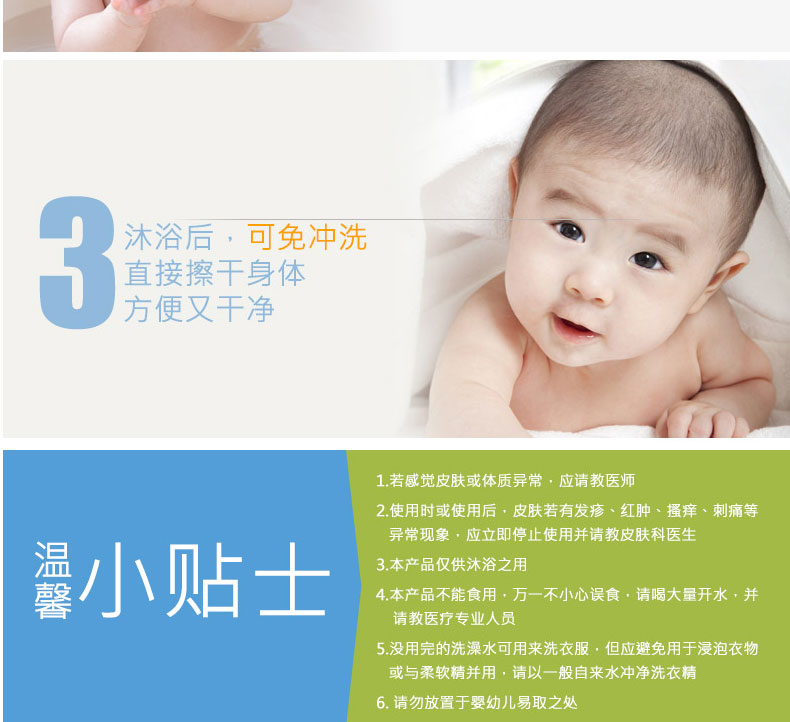 3
沐浴后，可免冲洗
直接擦干身体
方便又干净
温馨
小贴士
1.若感觉皮肤或体质异常，应请教医师
2.使用时或使用后，皮肤若有发疹、红肿、搔痒、刺痛等
异常现象，应立即停止使用并请教皮肤科医生
3.本产品仅供沐浴之用
4.本产品不能食用，万一不小心误食，请喝大量开水，并
请教医疗专业人员
5.没用完的洗澡水可用来洗衣服，但应避免用于浸泡衣物
或与柔软精并用，请以一般自来水冲净洗衣精
6. 请勿放置于婴幼儿易取之处